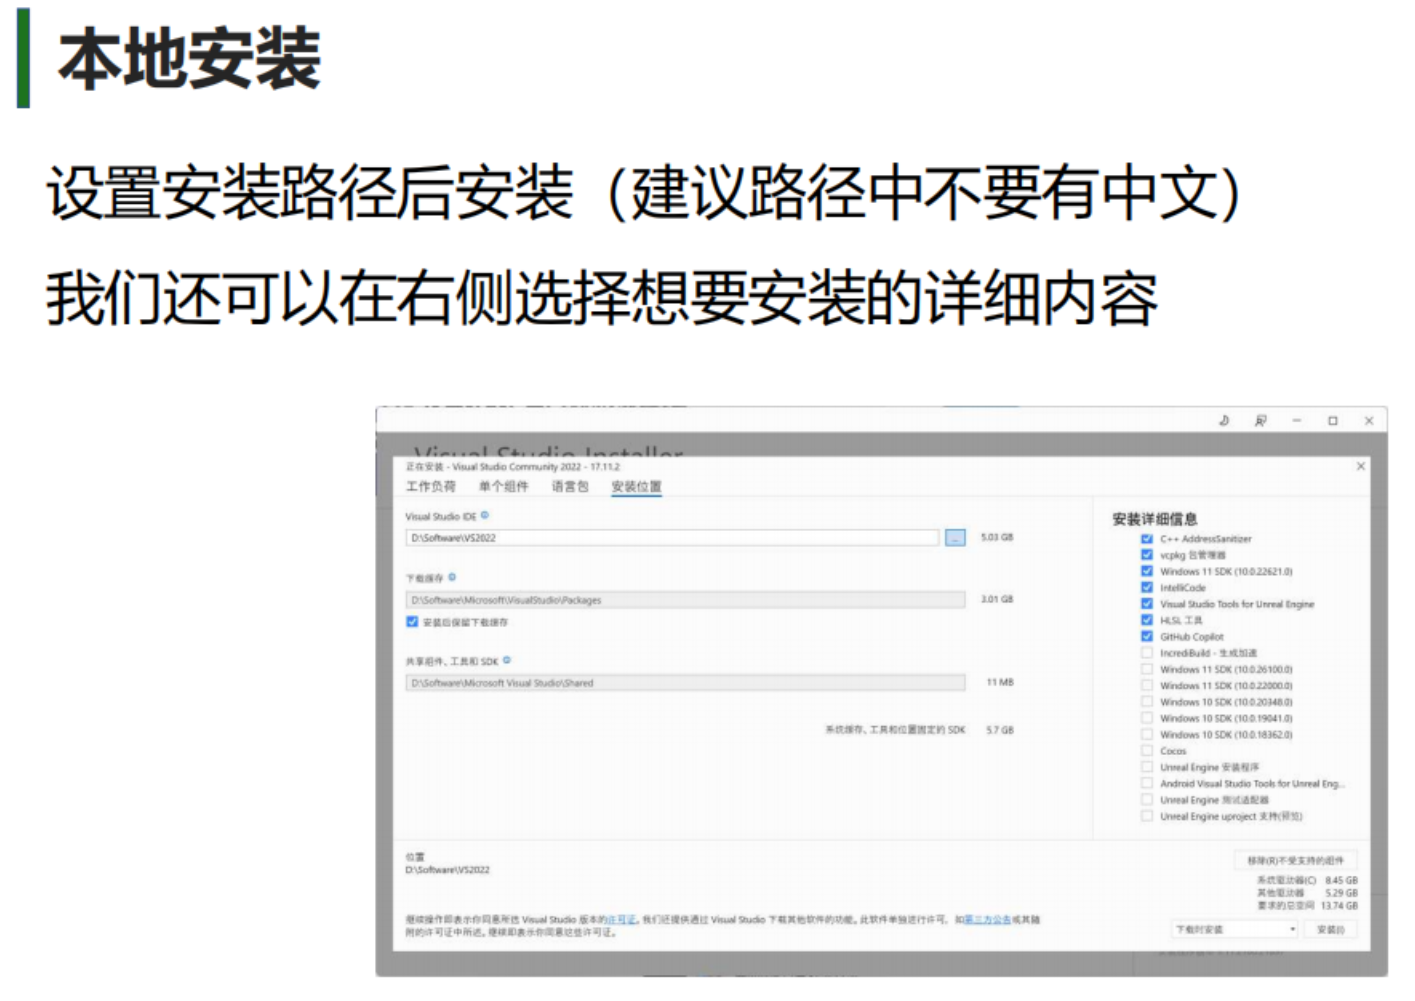 本地安装
设置安装路径后安装（建议路径中不要有中文）
我们还可以在右侧选择想要安装的详细内容
Visual Studio Installer
正在安装 - Visual Studio Community 2022 - 17.11.2
工作负荷 单个组件 语言包 安装位置
Visual Studio IDE
D:\Software\VS2022 ... 5.03 GB
下载缓存
D:\Software\Microsoft\VisualStudio\Packages 3.01 GB
安装后保留下载缓存
共享组件、工具和 SDK
D:\Software\Microsoft Visual Studio\Shared 11 MB
系统缓存、工具和位置固定的 SDK 5.7 GB
安装详细信息
C++ AddressSanitizer
vcpkg 包管理器
Windows 11 SDK (10.0.22621.0)
IntelliCode
Visual Studio Tools for Unreal Engine
HLSL 工具
GitHub Copilot
IncrediBuild - 生成加速
Windows 11 SDK (10.0.26100.0)
Windows 11 SDK (10.0.22000.0)
Windows 10 SDK (10.0.20348.0)
Windows 10 SDK (10.0.19041.0)
Windows 10 SDK (10.0.18362.0)
Cocos
Unreal Engine 安装程序
Android Visual Studio Tools for Unreal Eng...
Unreal Engine 测试适配器
Unreal Engine uproject 支持(预览)
位置
D:\Software\VS2022
移除(R)不受支持的组件
系统驱动器(C) 8.45 GB
其他驱动器 5.29 GB
要求的总空间 13.74 GB
继续操作即表示你同意所选 Visual Studio 版本的许可证。我们还提供通过 Visual Studio 下载其他软件的功能。此软件单独进行许可，如第三方公告或其随
附的许可证中所述。继续即表示你同意这些许可证。
下载时安装 安装(I)